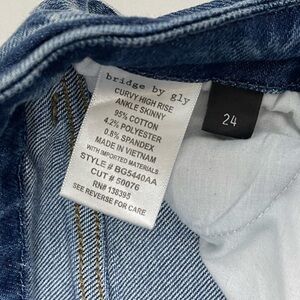 bridge by gly
CURVY HIGH RISE
ANKLE SKINNY
95% COTTON
4.2% POLYESTER
0.8% SPANDEX
MADE IN VIETNAM
WITH IMPORTED MATERIALS
STYLE # BG5440AA
CUT # 50076
RN# 138395
SEE REVERSE FOR CARE
24